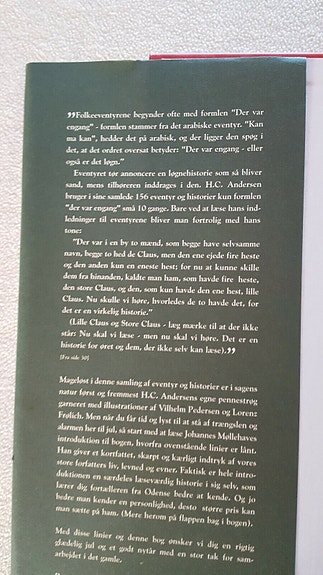 ”Folkeeventyrene begynder ofte med formlen "Der var
engang" - formlen stammer fra det arabiske eventyr. "Kan
ma kan", hedder det på arabisk, og der ligger den spøg i
det, at det ordret oversat betyder: "Der var engang - eller
også er det løgn."
Eventyret tør annoncere en løgnehistorie som så bliver
sand, mens tilhøreren inddrages i den. H.C. Andersen
bruger i sine samlede 156 eventyr og historier kun formlen
"der var engang" små 10 gange. Bare ved at læse hans ind-
ledninger til eventyrene bliver man fortrolig med hans
tone:
"Der var i en by to mænd, som begge have selvsamme
navn, begge to hed de Claus, men den ene ejede fire heste
og den anden kun en eneste hest; for nu at kunne skille
dem fra hinanden, kaldte man ham, som havde fire heste,
den store Claus, og den, som kun havde den ene hest, lille
Claus. Nu skulle vi høre, hvorledes de to havde det, for
det er en virkelig historie."
(Lille Claus og Store Claus - læg mærke til at der ikke
står: Nu skal vi læse - men nu skal vi høre. Det er en
historie for øret og dem, der ikke selv kan læse).”
[Fra side 30]
Mageløst i denne samling af eventyr og historier er i sagens
natur først og fremmest H.C. Andersens egne pennestrøg
garneret med illustrationer af Vilhelm Pedersen og Lorenz
Frølich. Men når du får tid og lyst til at stå af trængslen og
alarmen her til jul, så start med at læse Johannes Møllehaves
introduktion til bogen, hvorfra ovenstående linier er lånt.
Han giver et kortfattet, skarpt og kærligt indtryk af vores
store forfatters liv, levned og evner. Faktisk er hele intro-
duktionen en særdeles læseværdig historie i sig selv, som
lærer dig fortælleren fra Odense bedre at kende. Og jo
bedre man kender en personlighed, desto større pris kan
man sætte på ham. (Mere herom på flappen bag i bogen).
Med disse linier og denne bog ønsker vi dig en rigtig
glædelig jul og et godt nytår med en stor tak for sam-
arbejdet i det gamle.